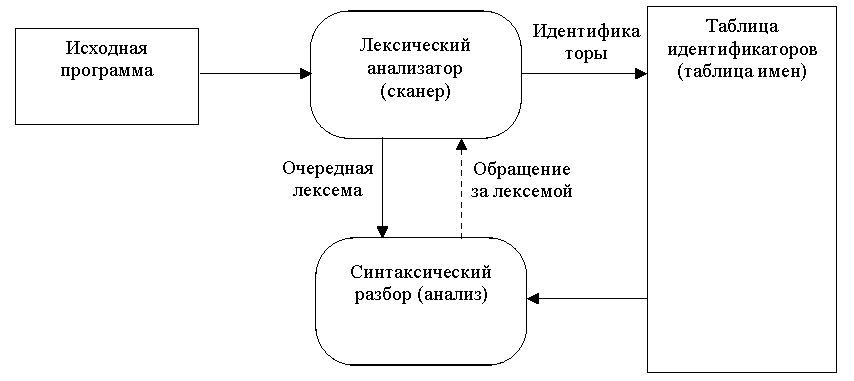 Исходная
программа
Лексический
анализатор
(сканер)
Идентифика
торы
Таблица
идентификаторов
(таблица имен)
Очередная
лексема
Обращение
за лексемой
Синтаксический
разбор (анализ)